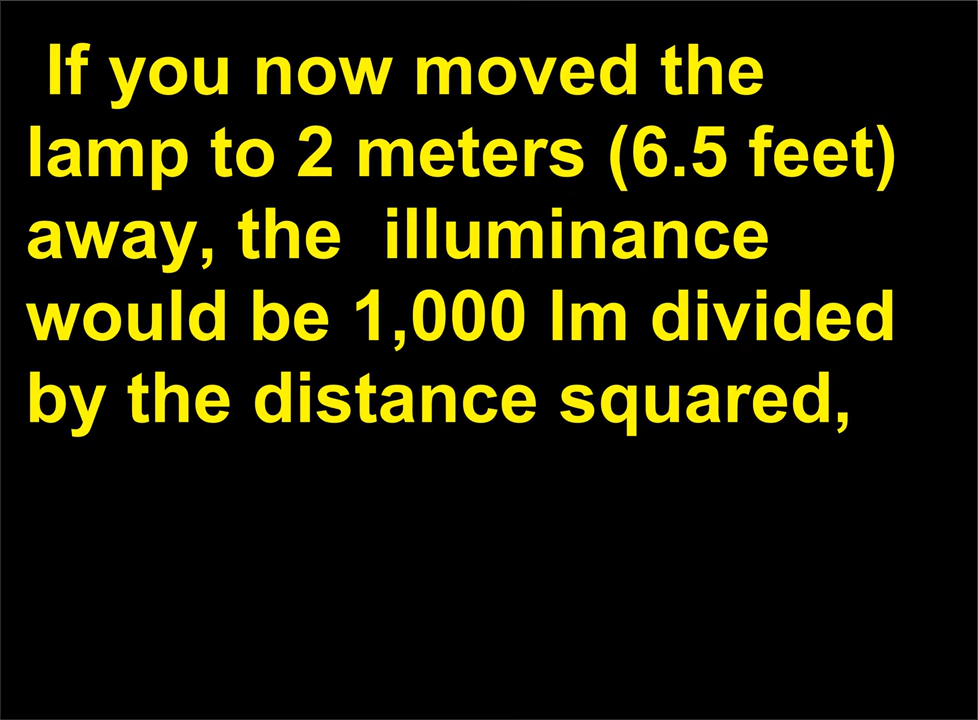 If you now moved the
lamp to 2 meters (6.5 feet)
away, the  illuminance
would be 1,000 lm divided
by the distance squared,